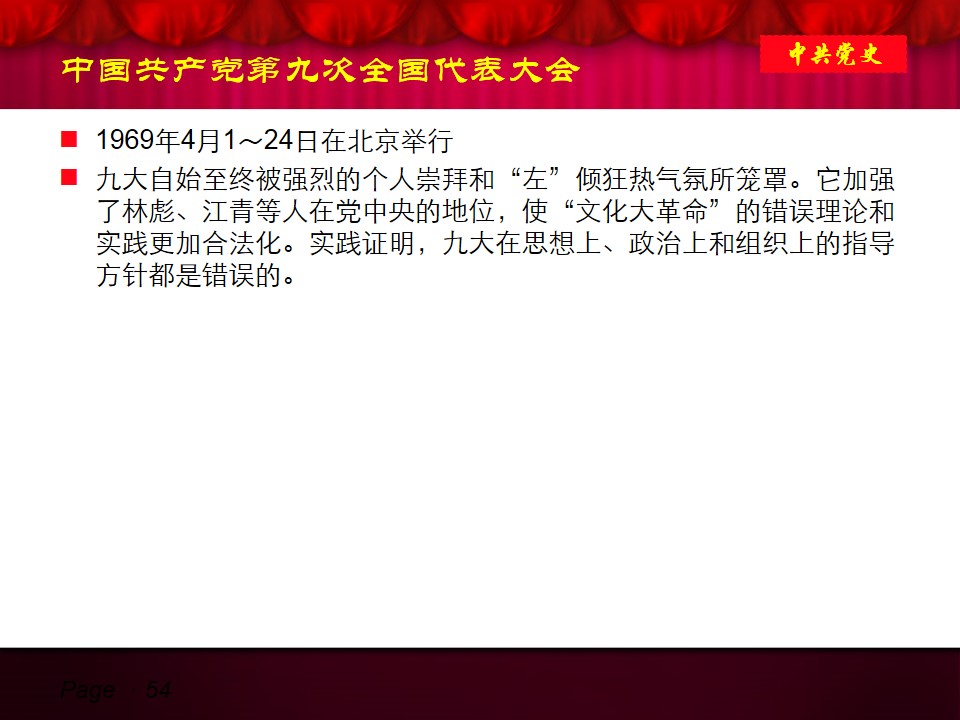 中国共产党第九次全国代表大会
中共党史
1969年4月1～24日在北京举行
九大自始至终被强烈的个人崇拜和“左”倾狂热气氛所笼罩。它加强
了林彪、江青等人在党中央的地位，使“文化大革命”的错误理论和
实践更加合法化。实践证明，九大在思想上、政治上和组织上的指导
方针都是错误的。
Page 54